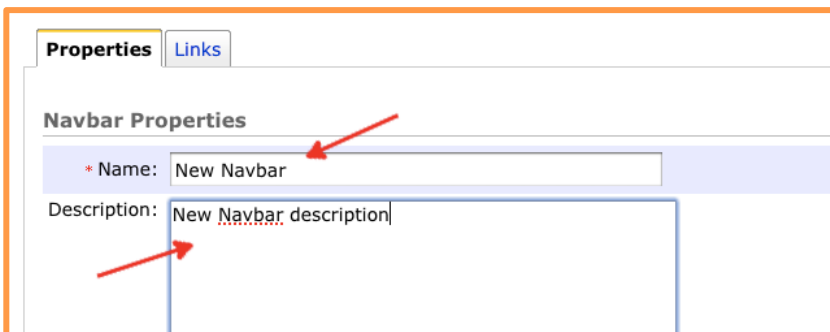 Properties Links
Navbar Properties
* Name: New Navbar
Description: New Navbar description